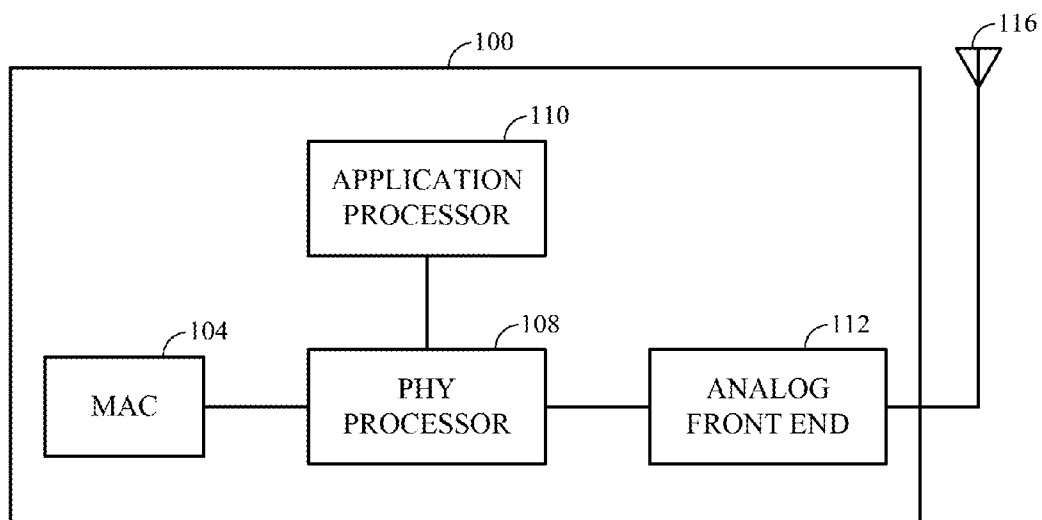 116
100
110
APPLICATION
PROCESSOR
104
108
112
MAC
PHY
PROCESSOR
ANALOG
FRONT END